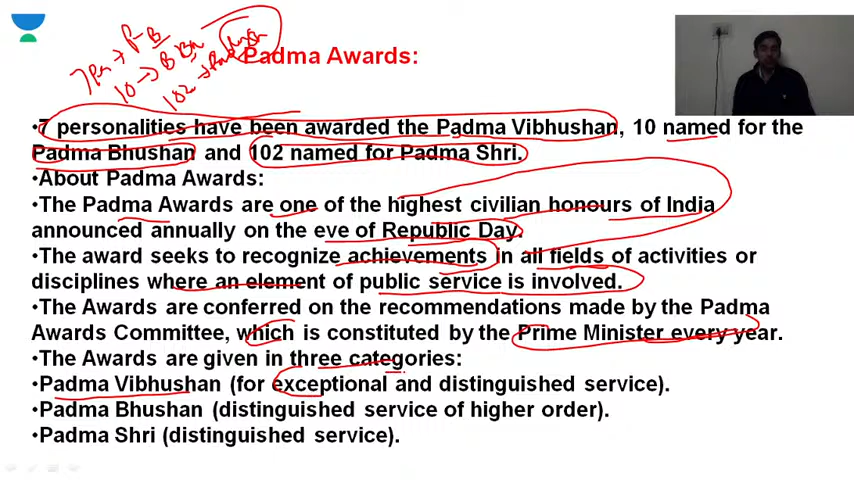 7 Per → P B
10 → B
102 →
Padma Awards:
•7 personalities have been awarded the Padma Vibhushan, 10 named for the
Padma Bhushan and 102 named for Padma Shri.
•About Padma Awards:
•The Padma Awards are one of the highest civilian honours of India
announced annually on the eve of Republic Day.
•The award seeks to recognize achievements in all fields of activities or
disciplines where an element of public service is involved.
•The Awards are conferred on the recommendations made by the Padma
Awards Committee, which is constituted by the Prime Minister every year.
•The Awards are given in three categories:
•Padma Vibhushan (for exceptional and distinguished service).
•Padma Bhushan (distinguished service of higher order).
•Padma Shri (distinguished service).